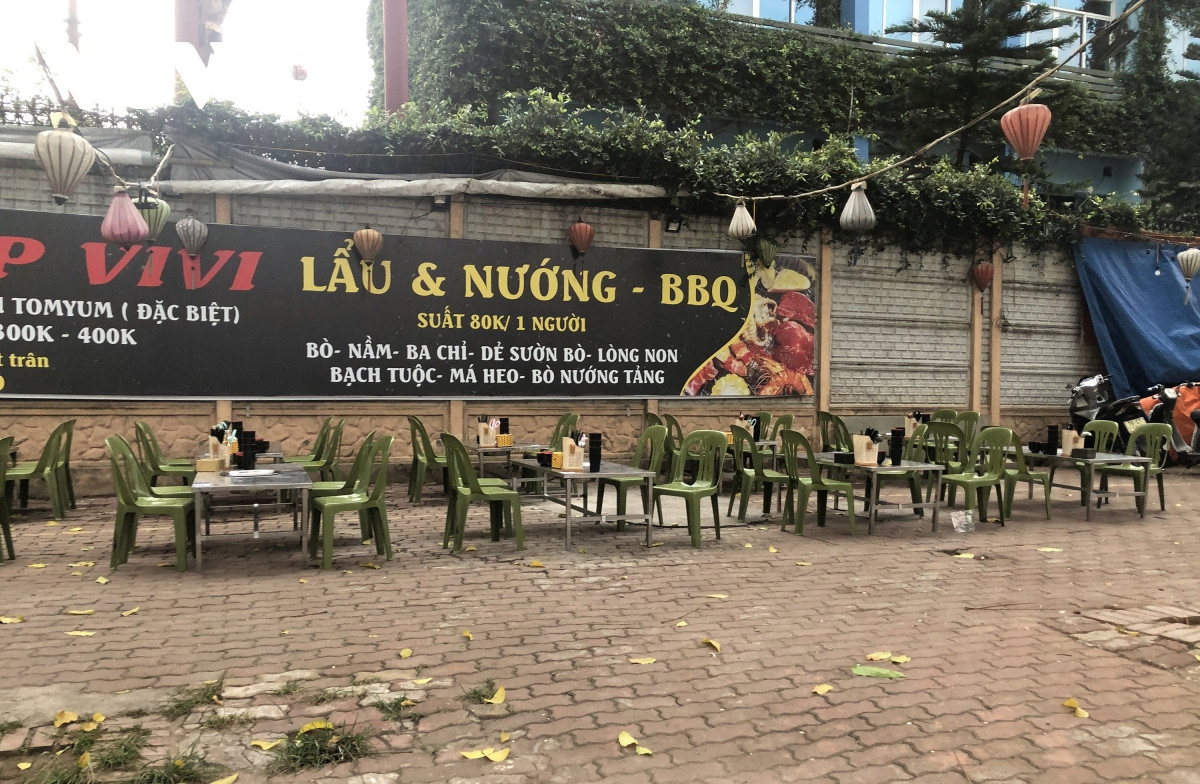 P VIVI
TOMYUM ( ĐẶC BIỆT)
300K - 400K
trân
LẨU & NƯỚNG - BBQ
SUẤT 80K/ 1 NGƯỜI
BÒ- NẦM- BA CHỈ- DẺ SƯỜN BÒ- LÒNG NON
BẠCH TUỘC- MÁ HEO- BÒ NƯỚNG TẢNG